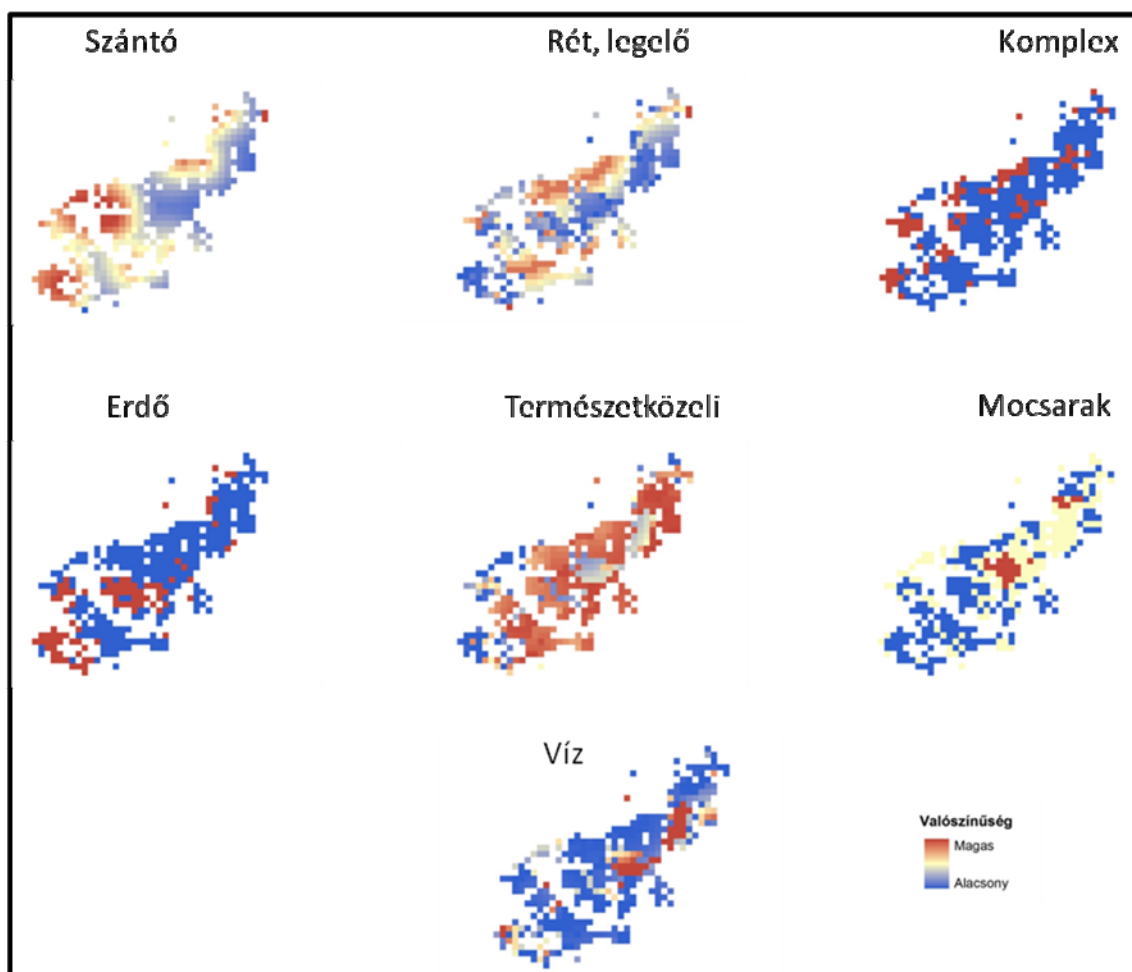 Szántó
Rét, legelő
Komplex
Erdő
Természetközeli
Mocsarak
Víz
Valószínűség
Magas
Alacsony